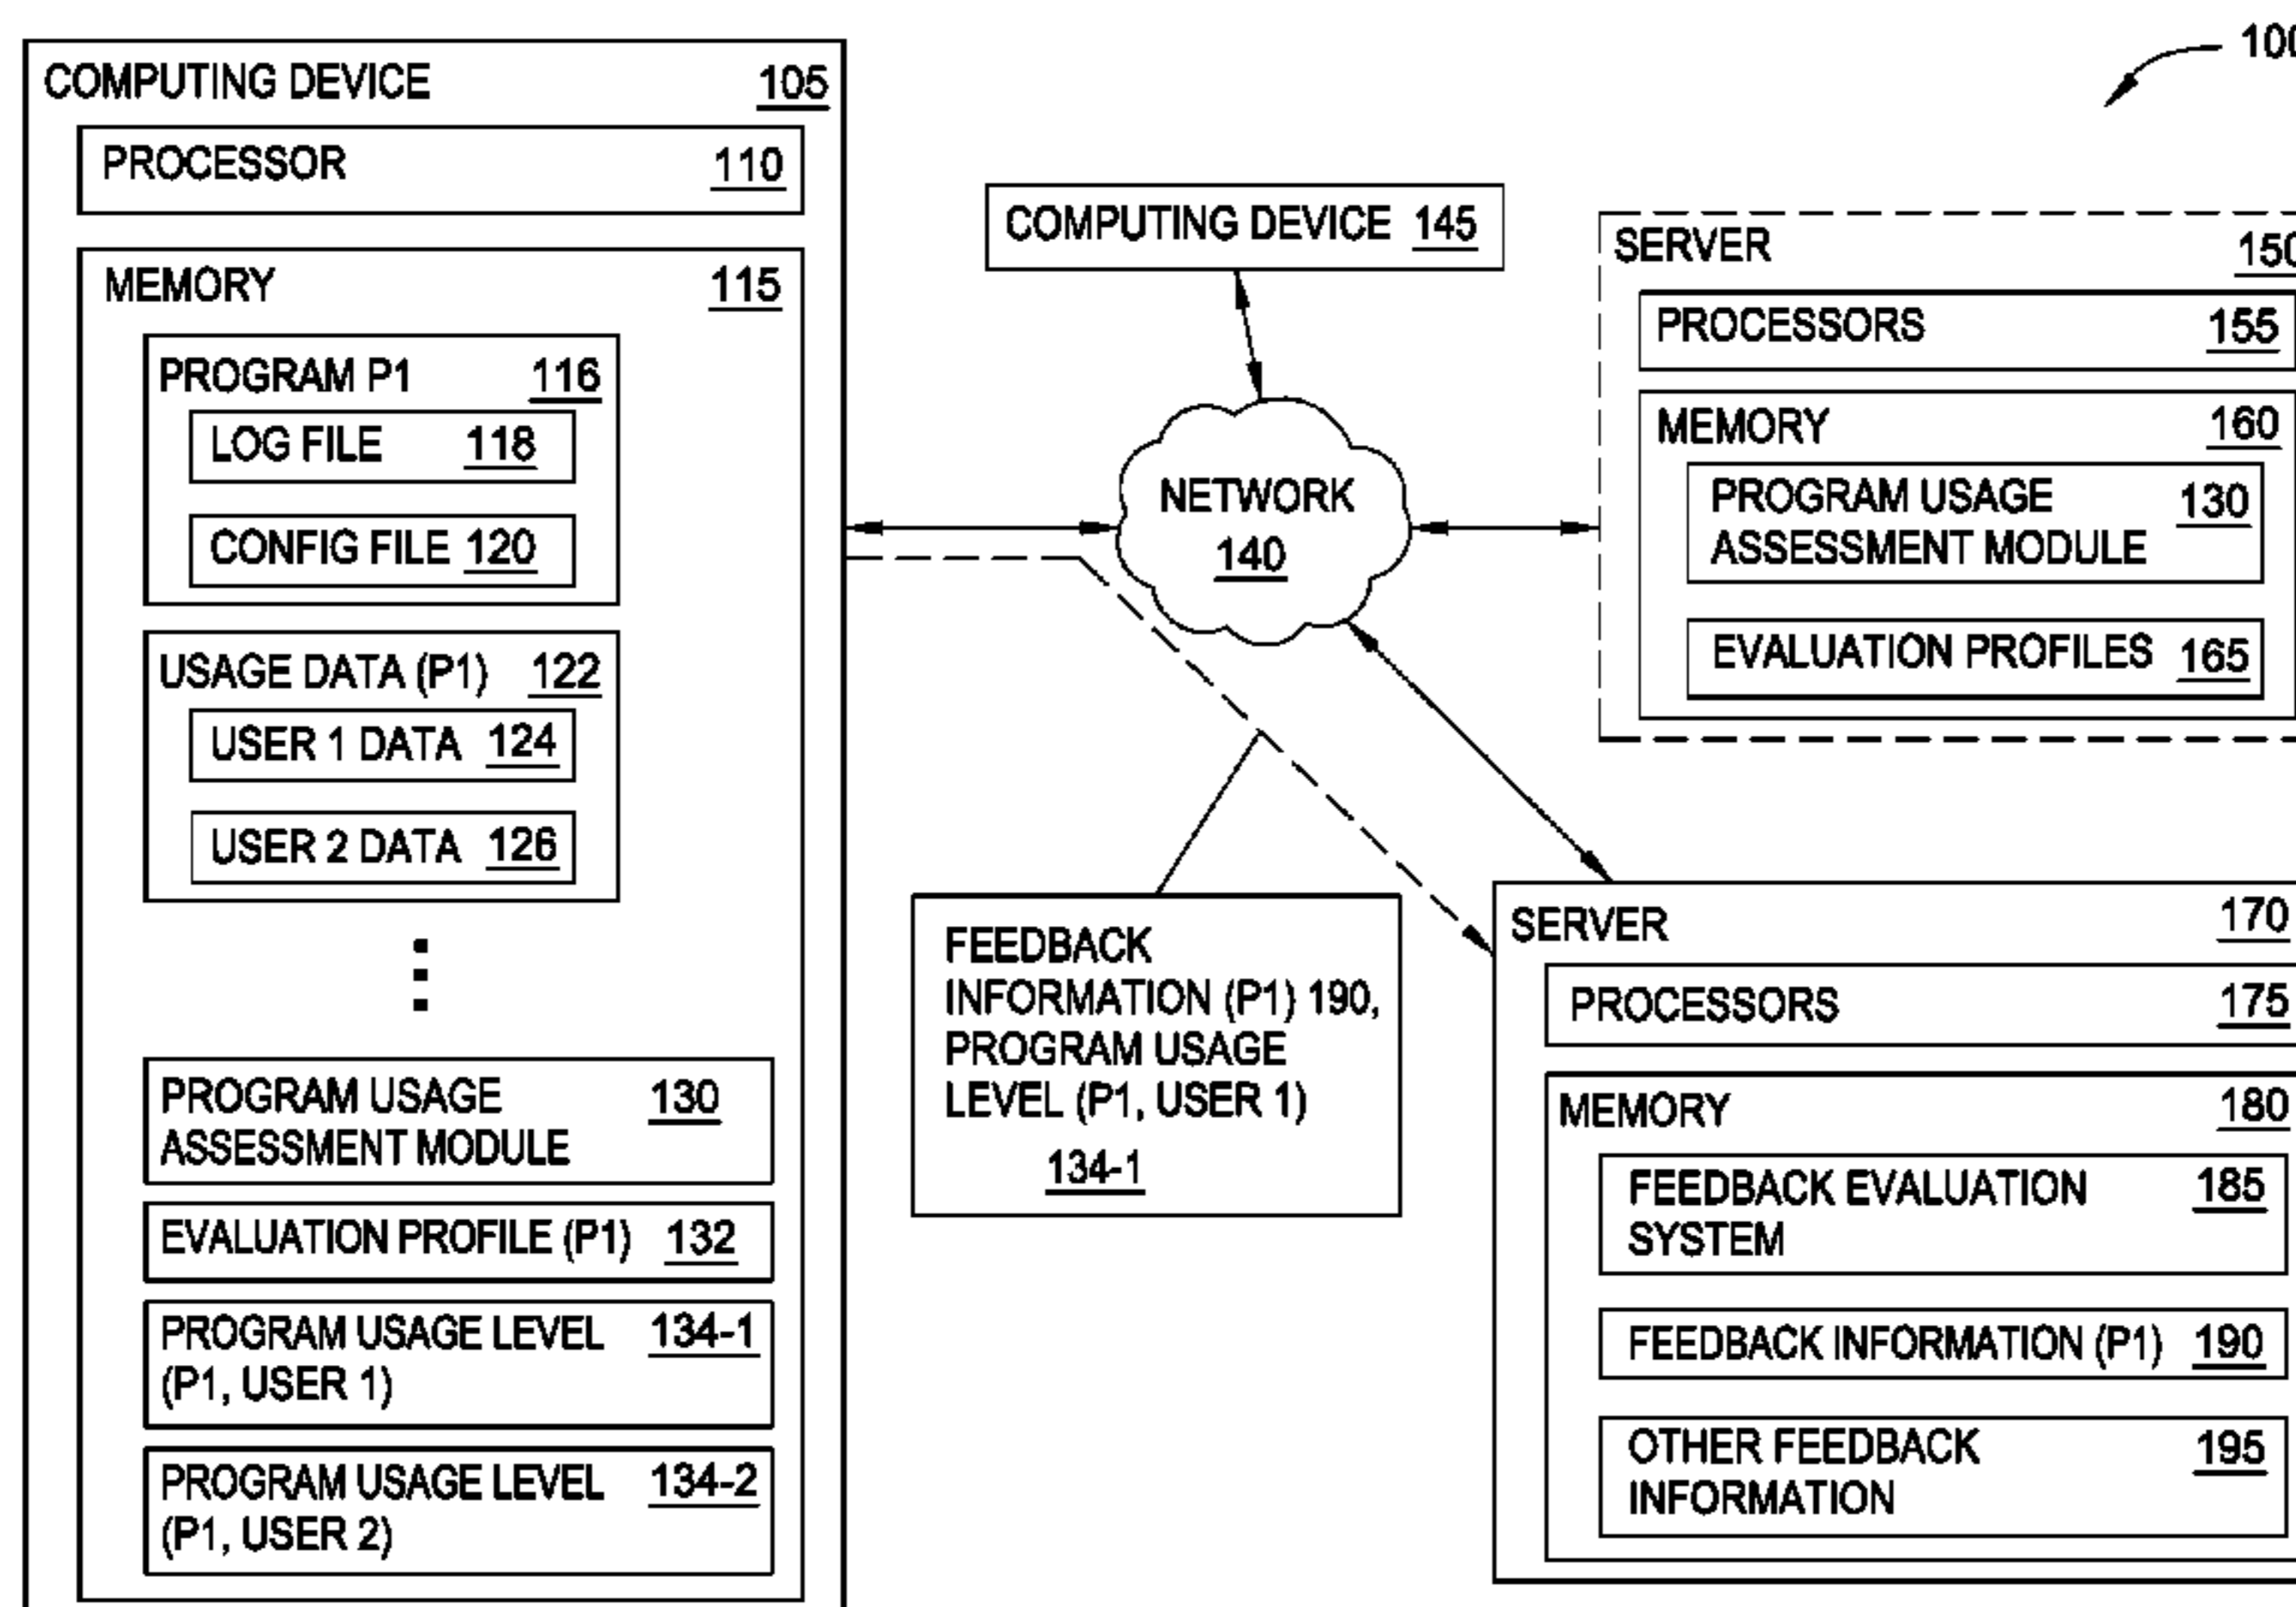 COMPUTING DEVICE 105
PROCESSOR 110
MEMORY 115
PROGRAM P1 116
LOG FILE 118
CONFIG FILE 120
USAGE DATA (P1) 122
USER 1 DATA 124
USER 2 DATA 126
PROGRAM USAGE 130
ASSESSMENT MODULE
EVALUATION PROFILE (P1) 132
PROGRAM USAGE LEVEL 134-1
(P1, USER 1)
PROGRAM USAGE LEVEL 134-2
(P1, USER 2)
COMPUTING DEVICE 145
NETWORK
140
FEEDBACK
INFORMATION (P1) 190,
PROGRAM USAGE
LEVEL (P1, USER 1)
134-1
100
SERVER 150
PROCESSORS 155
MEMORY 160
PROGRAM USAGE 130
ASSESSMENT MODULE
EVALUATION PROFILES 165
SERVER 170
PROCESSORS 175
MEMORY 180
FEEDBACK EVALUATION 185
SYSTEM
FEEDBACK INFORMATION (P1) 190
OTHER FEEDBACK 195
INFORMATION